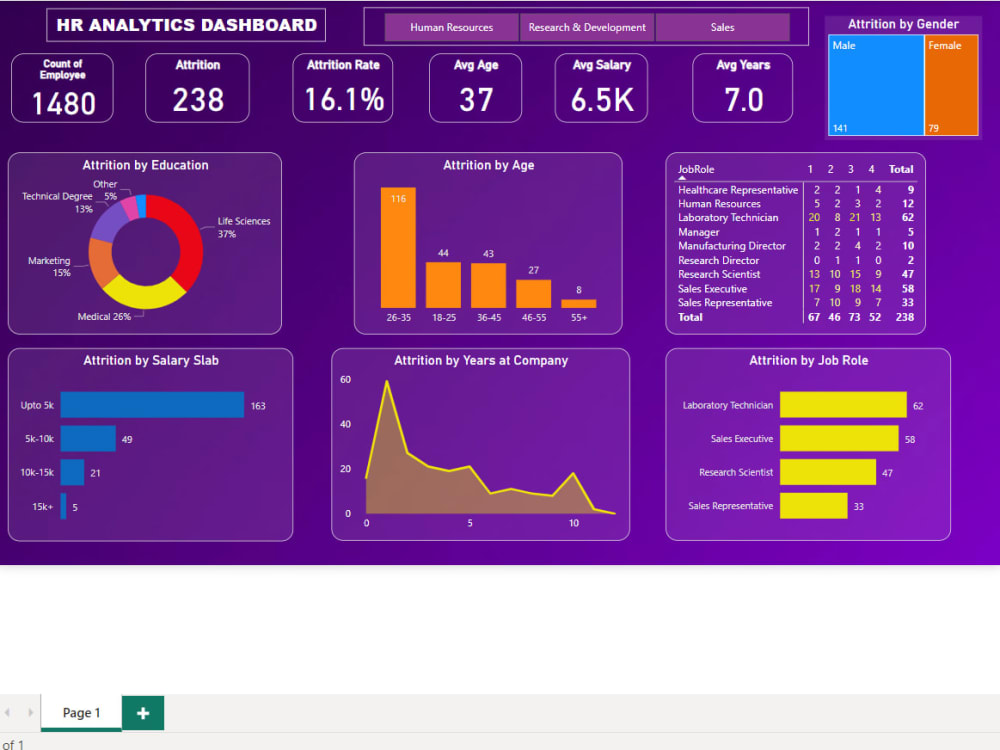 HR ANALYTICS DASHBOARD
Human Resources
Research & Development
Sales
Count of
Employee
1480
Attrition
238
Attrition Rate
16.1%
Avg Age
37
Avg Salary
6.5K
Avg Years
7.0
Attrition by Gender
Male
141
Female
79
Attrition by Education
Other
5%
Technical Degree
13%
Life Sciences
37%
Marketing
15%
Medical 26%
Attrition by Age
116
44
43
27
8
26-35 18-25 36-45 46-55 55+
JobRole 1 2 3 4 Total
Healthcare Representative 2 2 1 4 9
Human Resources 5 2 3 2 12
Laboratory Technician 20 8 21 13 62
Manager 1 2 1 1 5
Manufacturing Director 2 2 4 2 10
Research Director 0 1 1 0 2
Research Scientist 13 10 15 9 47
Sales Executive 17 9 18 14 58
Sales Representative 7 10 9 7 33
Total 67 46 73 52 238
Attrition by Salary Slab
Upto 5k 163
5k-10k 49
10k-15k 21
15k+ 5
Attrition by Years at Company
60
40
20
0
0 5 10
Attrition by Job Role
Laboratory Technician 62
Sales Executive 58
Research Scientist 47
Sales Representative 33
Page 1
+
of 1